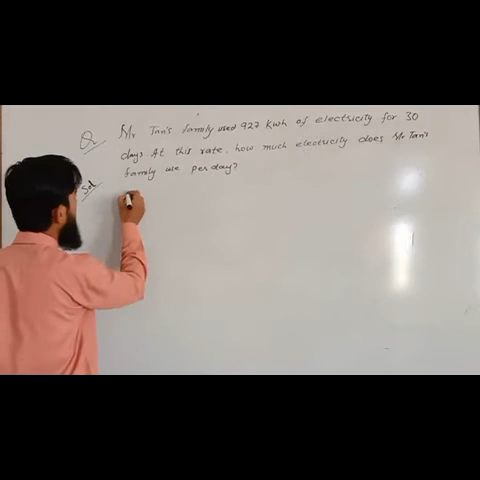 Q Mr Tan's family used 927 kwh of electricity for 30
days. At this rate, how much electricity does Mr Tan's
family use per day?
Sol